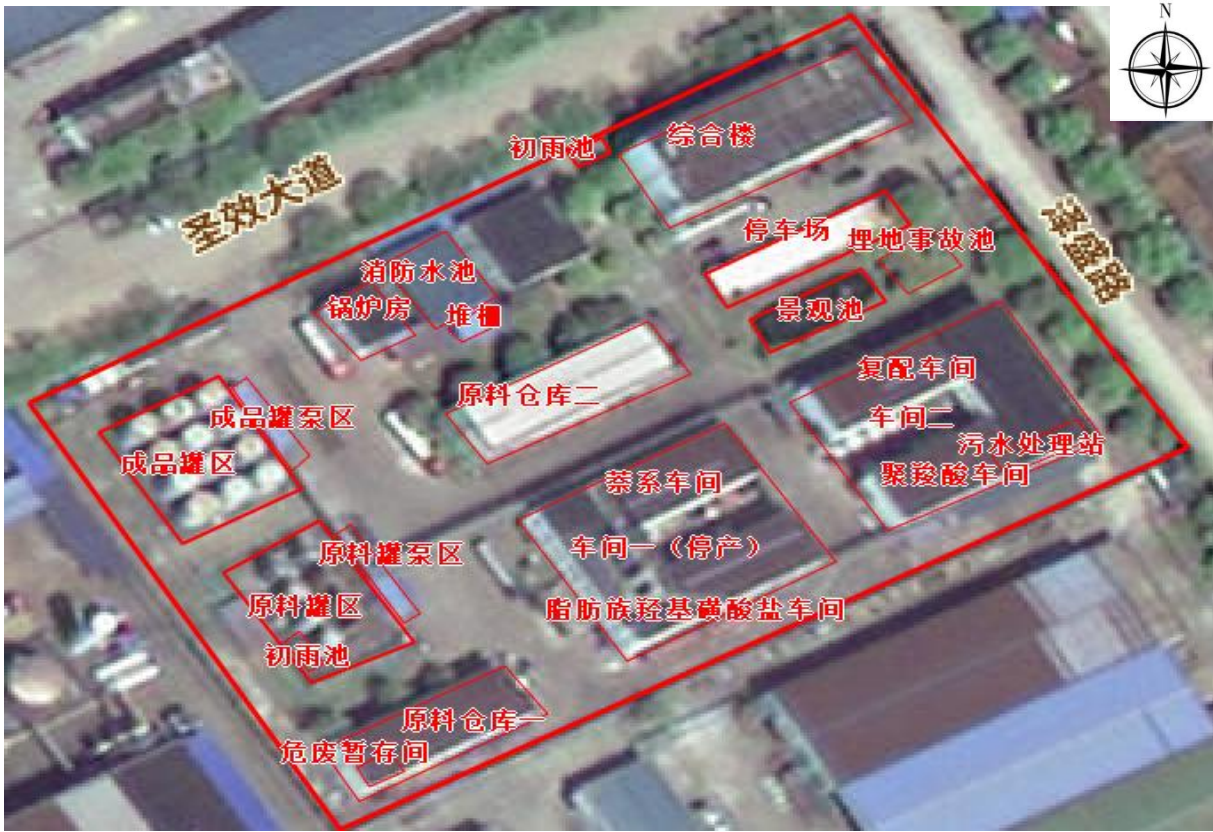 N
综合楼
初雨池
圣效大道
停车场
埋地事故池
泽盛路
消防水池
锅炉房
堆棚
景观池
复配车间
原料仓库二
成品罐泵区
车间二
污水处理站
成品罐区
聚羧酸车间
萘系车间
车间一（停产）
原料罐泵区
原料罐区
脂肪族羟基磺酸盐车间
初雨池
原料仓库一
危废暂存间